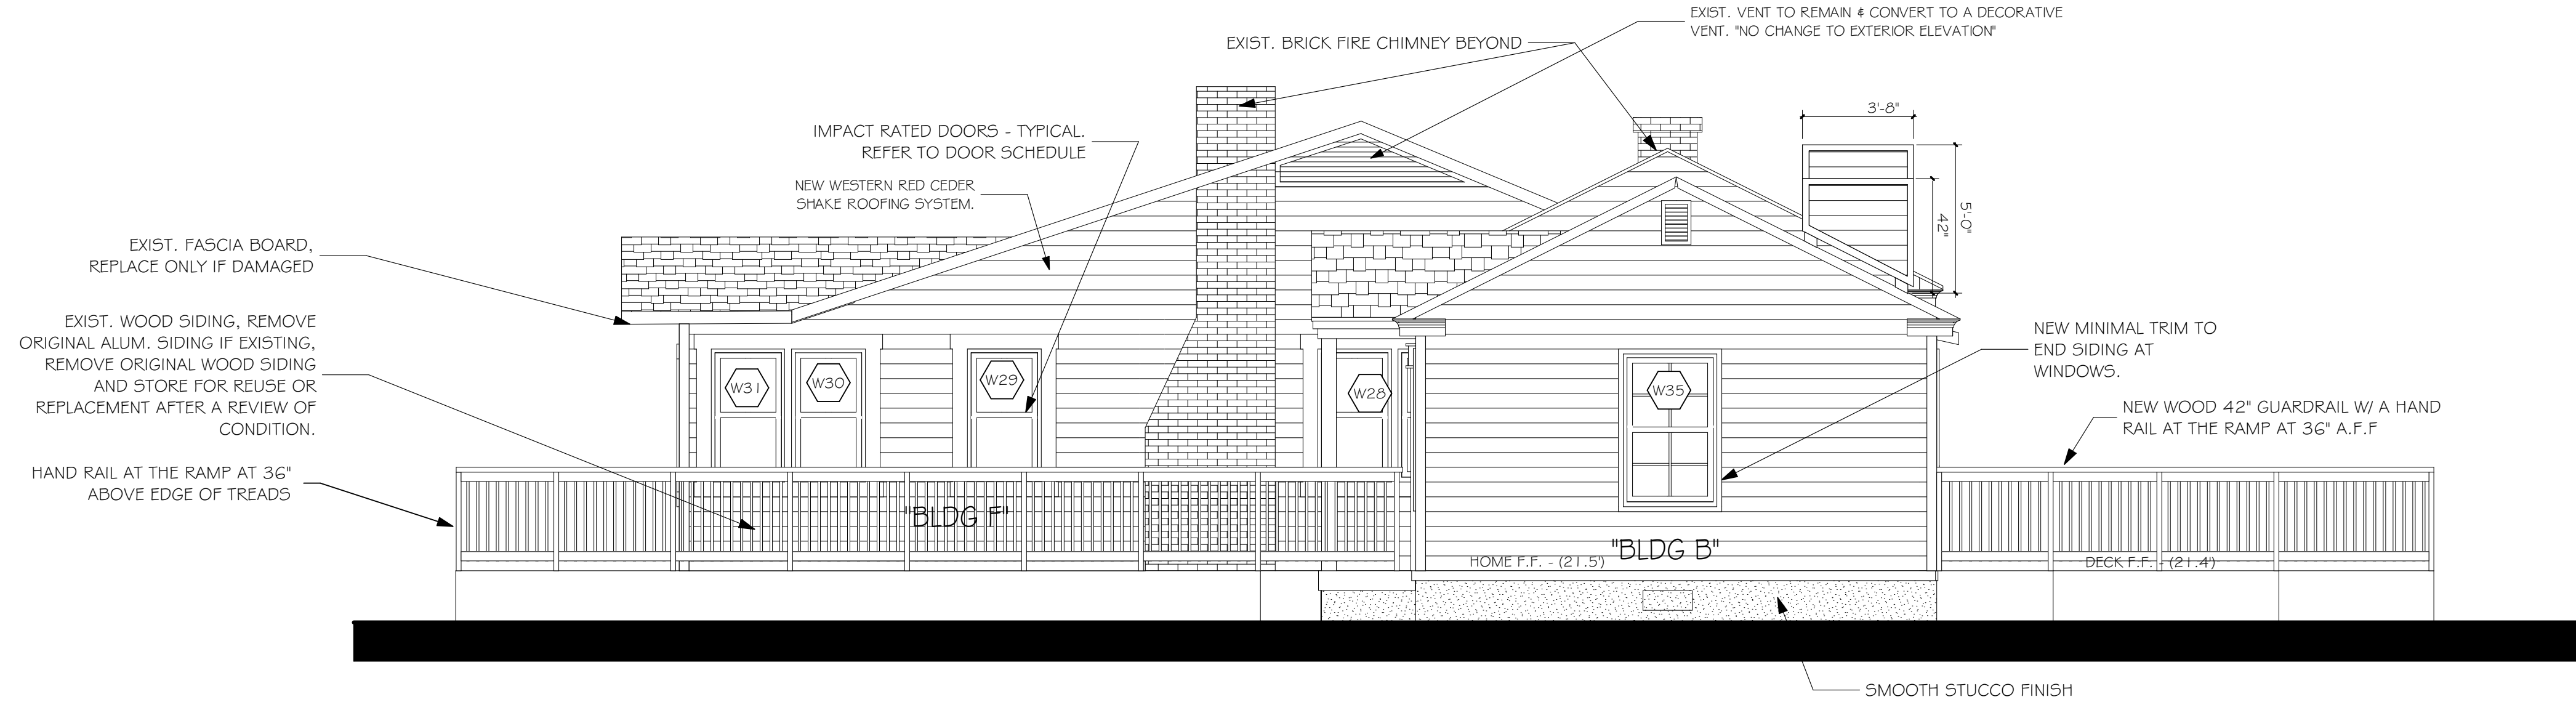 EXIST. VENT TO REMAIN & CONVERT TO A DECORATIVE
VENT. "NO CHANGE TO EXTERIOR ELEVATION"
EXIST. BRICK FIRE CHIMNEY BEYOND
3'-8"
IMPACT RATED DOORS - TYPICAL.
REFER TO DOOR SCHEDULE
NEW WESTERN RED CEDER
SHAKE ROOFING SYSTEM.
5'-0"
42"
EXIST. FASCIA BOARD,
REPLACE ONLY IF DAMAGED
EXIST. WOOD SIDING, REMOVE
ORIGINAL ALUM. SIDING IF EXISTING,
REMOVE ORIGINAL WOOD SIDING
AND STORE FOR REUSE OR
REPLACEMENT AFTER A REVIEW OF
CONDITION.
NEW MINIMAL TRIM TO
END SIDING AT
WINDOWS.
W31
W30
W29
W28
W35
NEW WOOD 42" GUARDRAIL W/ A HAND
RAIL AT THE RAMP AT 36" A.F.F
HAND RAIL AT THE RAMP AT 36"
ABOVE EDGE OF TREADS
"BLDG F"
"BLDG B"
HOME F.F. - (21.5')
DECK F.F. - (21.4')
SMOOTH STUCCO FINISH